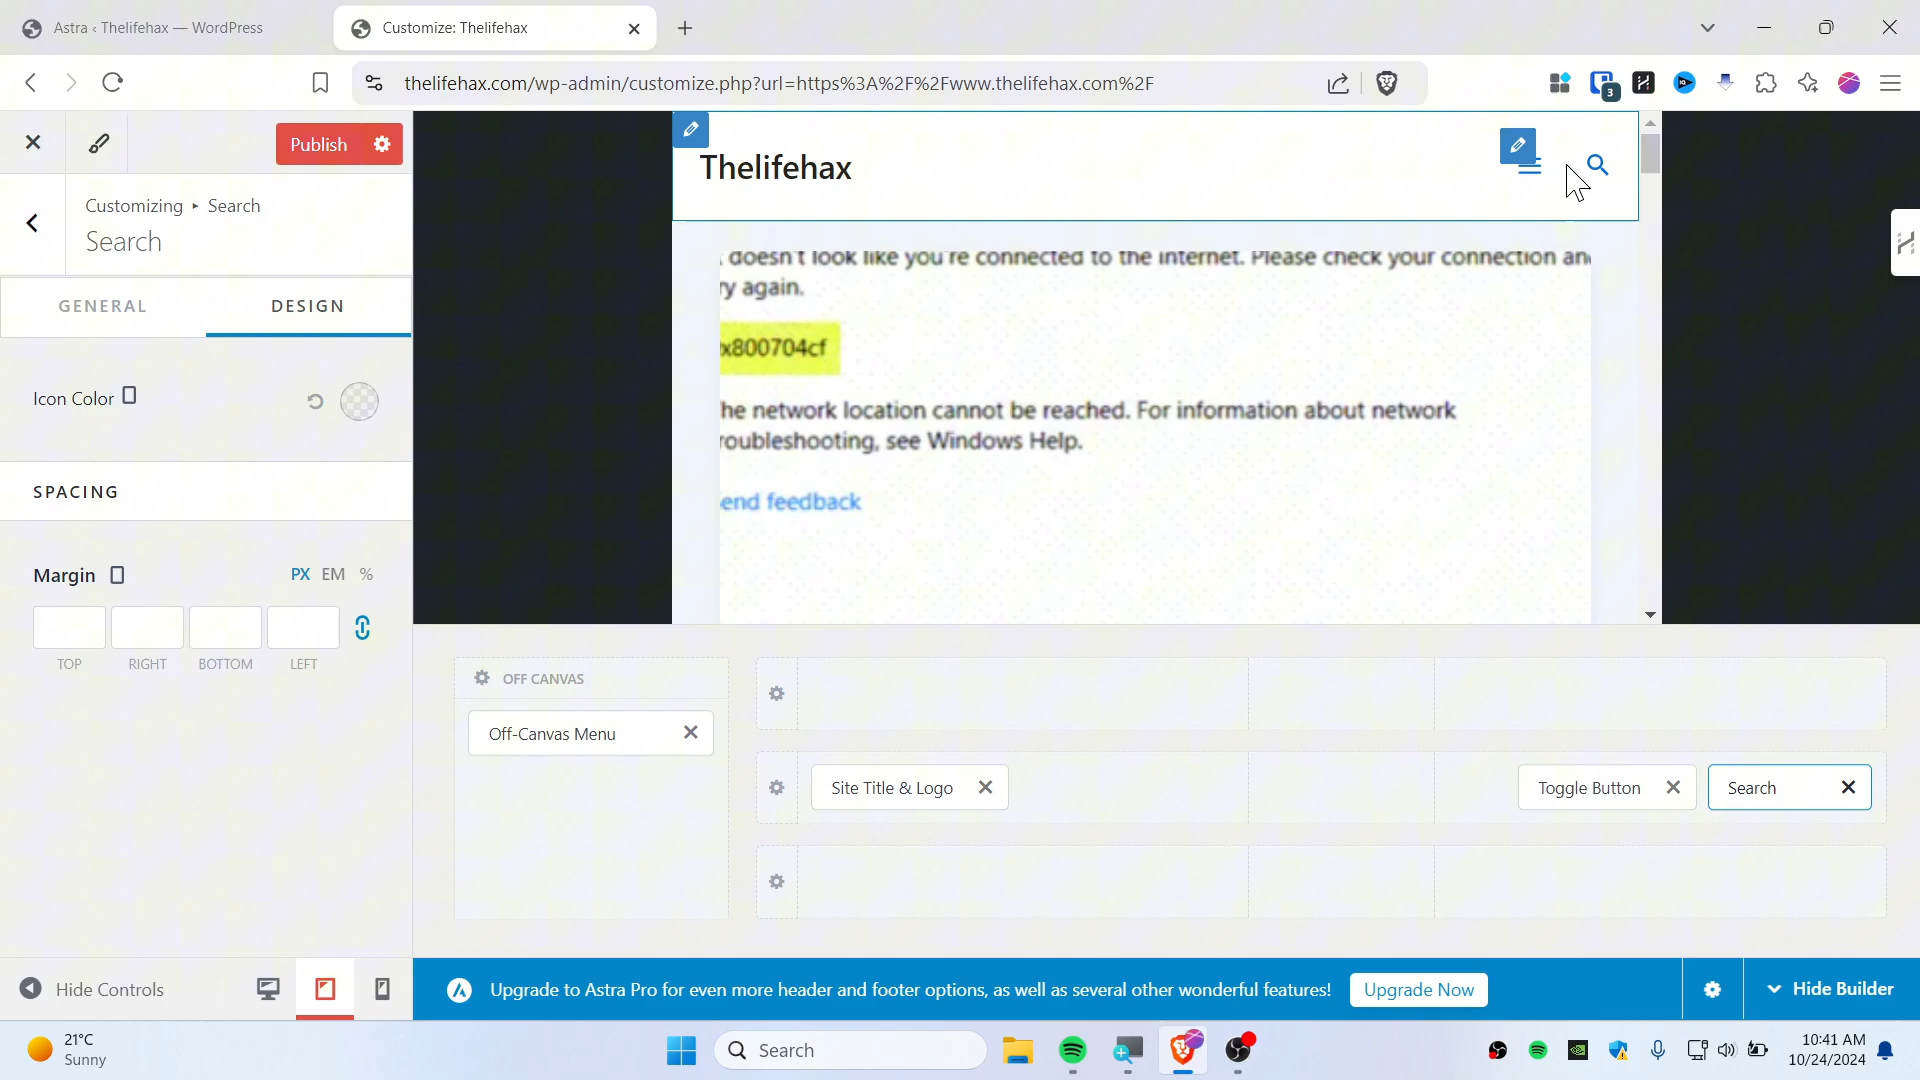 Astra ‹ Thelifehax — WordPress
Customize: Thelifehax
thelifehax.com/wp-admin/customize.php?url=https%3A%2F%2Fwww.thelifehax.com%2F
3
Publish
Customizing ▸ Search
Search
GENERAL
DESIGN
Icon Color
SPACING
Margin
PX EM %
TOP RIGHT BOTTOM LEFT
Hide Controls
Thelifehax
doesn't look like you're connected to the internet. Please check your connection an
ry again.
x800704cf
he network location cannot be reached. For information about network
roubleshooting, see Windows Help.
end feedback
OFF CANVAS
Off-Canvas Menu
Site Title & Logo
Toggle Button
Search
Upgrade to Astra Pro for even more header and footer options, as well as several other wonderful features!
Upgrade Now
Hide Builder
21°C
Sunny
Search
10:41 AM
10/24/2024